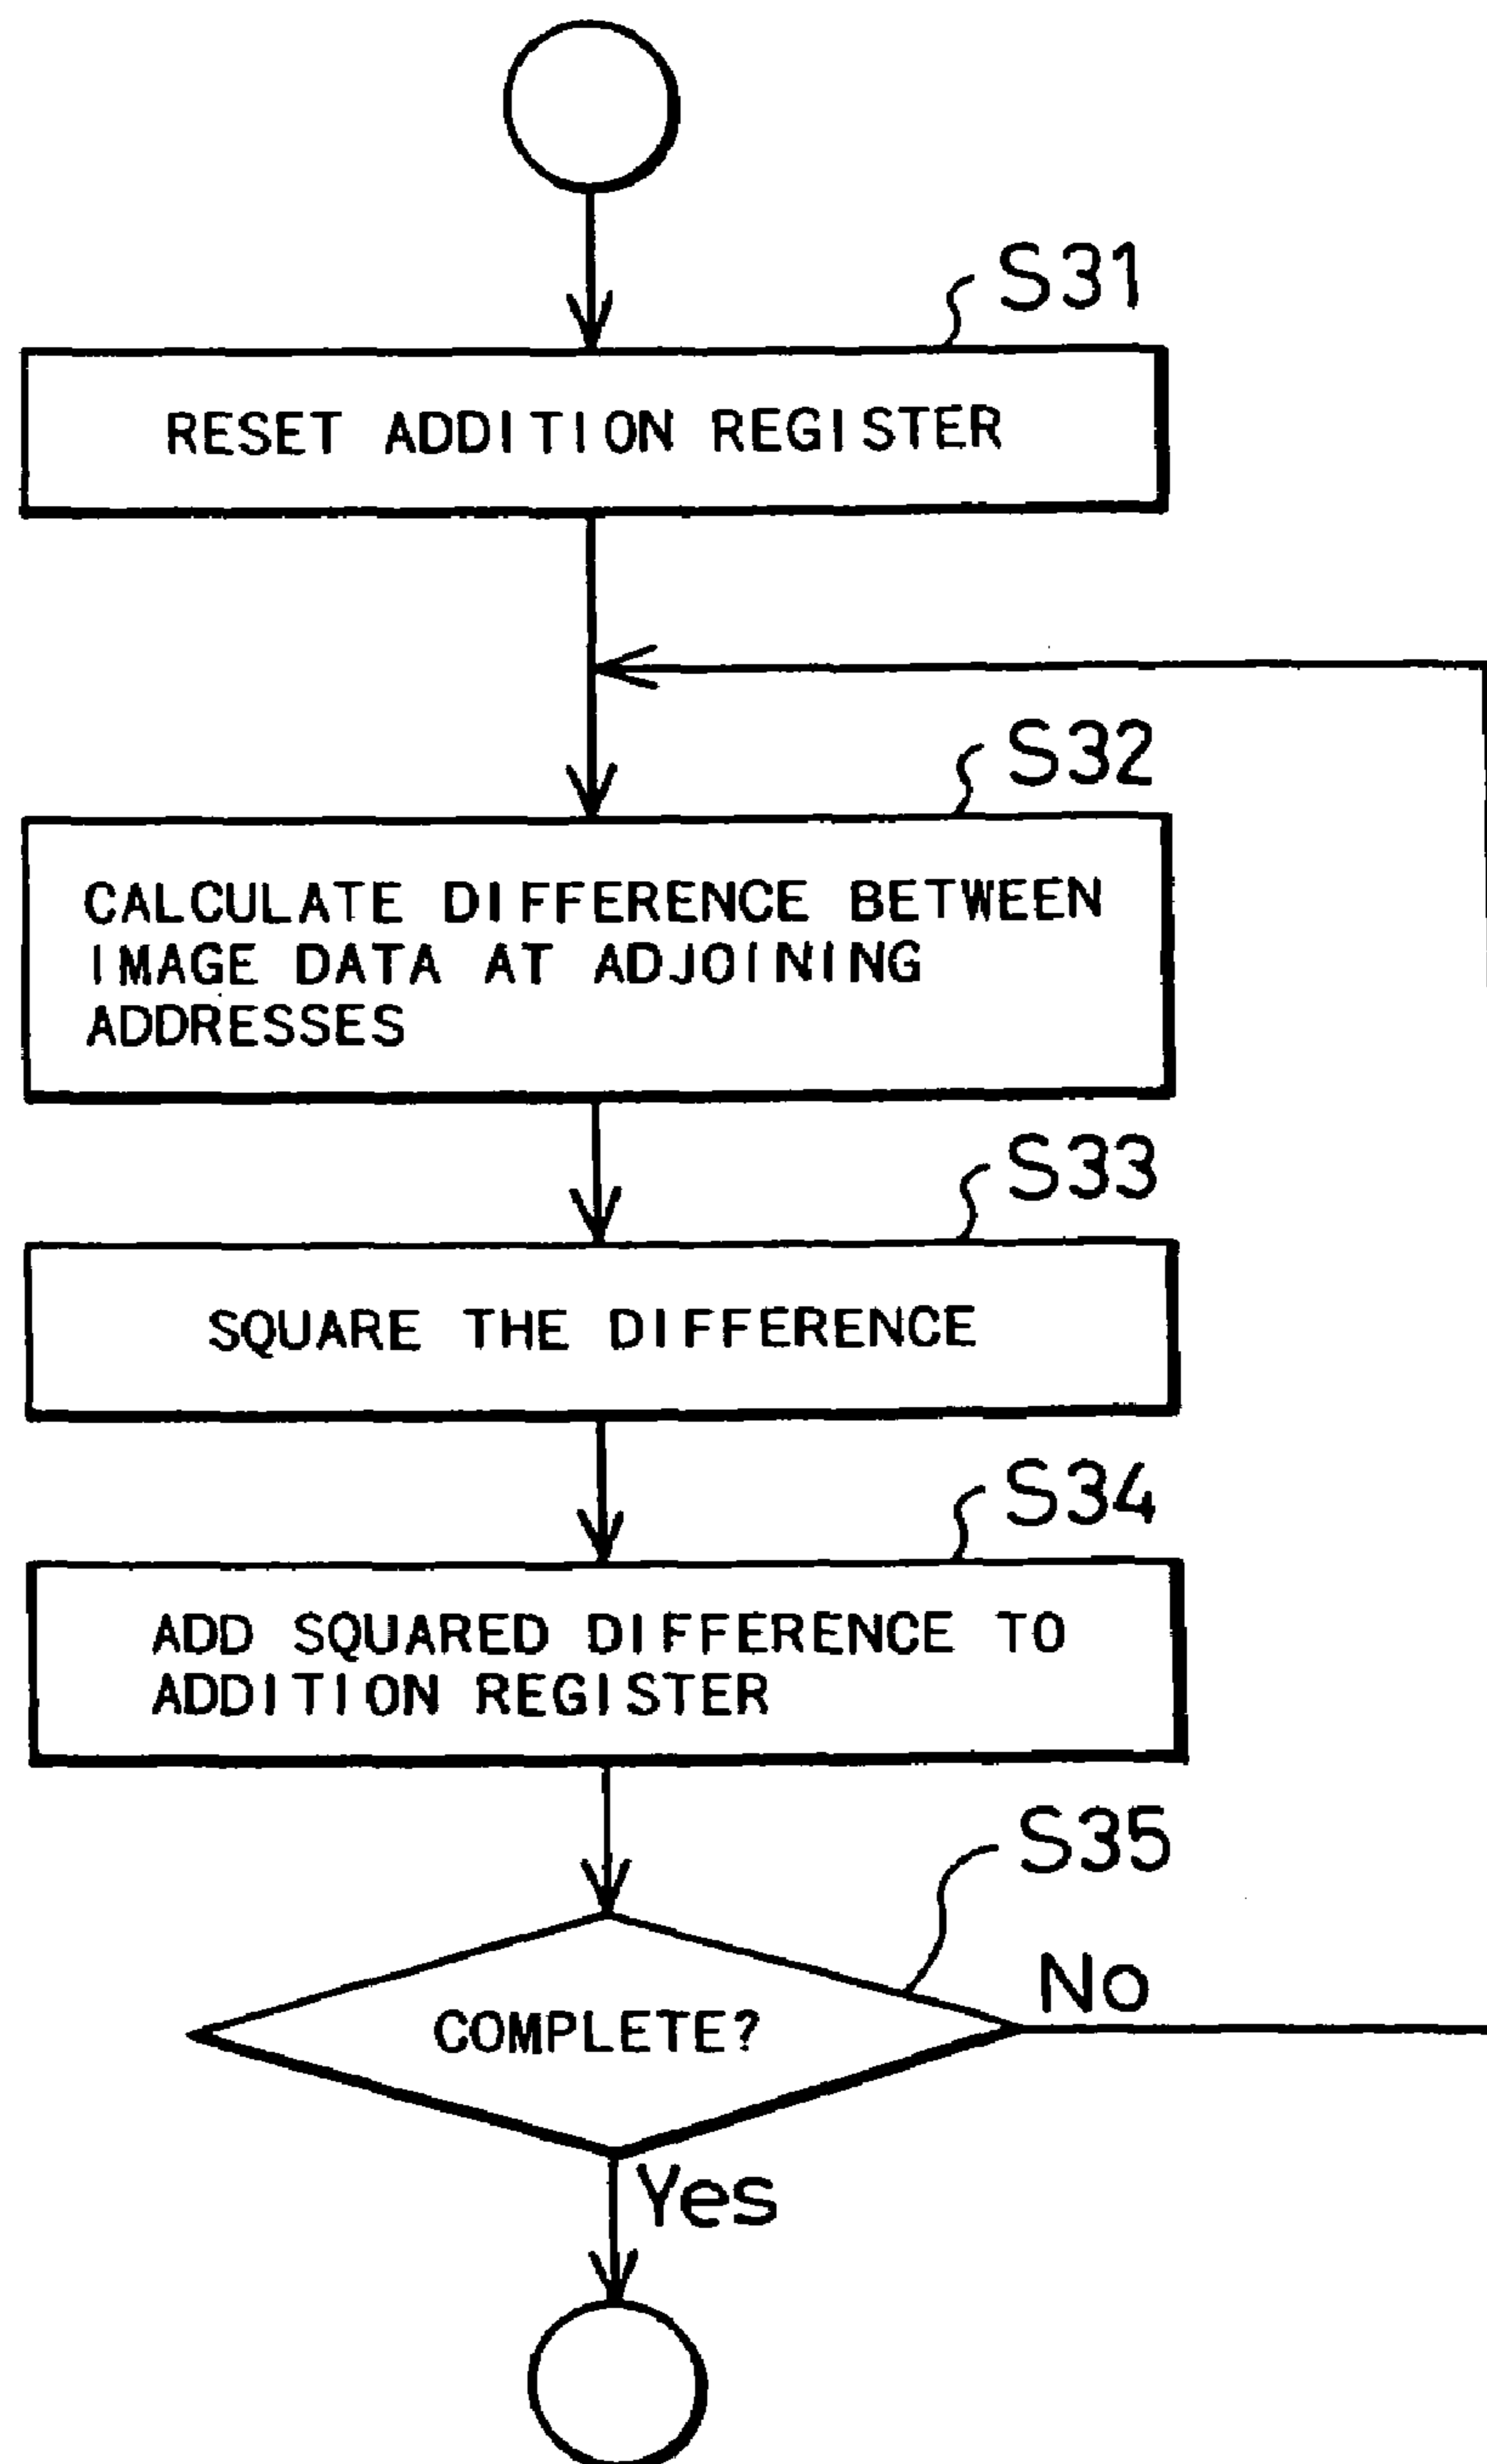 S31
RESET ADDITION REGISTER
S32
CALCULATE DIFFERENCE BETWEEN
IMAGE DATA AT ADJOINING
ADDRESSES
S33
SQUARE THE DIFFERENCE
S34
ADD SQUARED DIFFERENCE TO
ADDITION REGISTER
S35
COMPLETE?
No
Yes